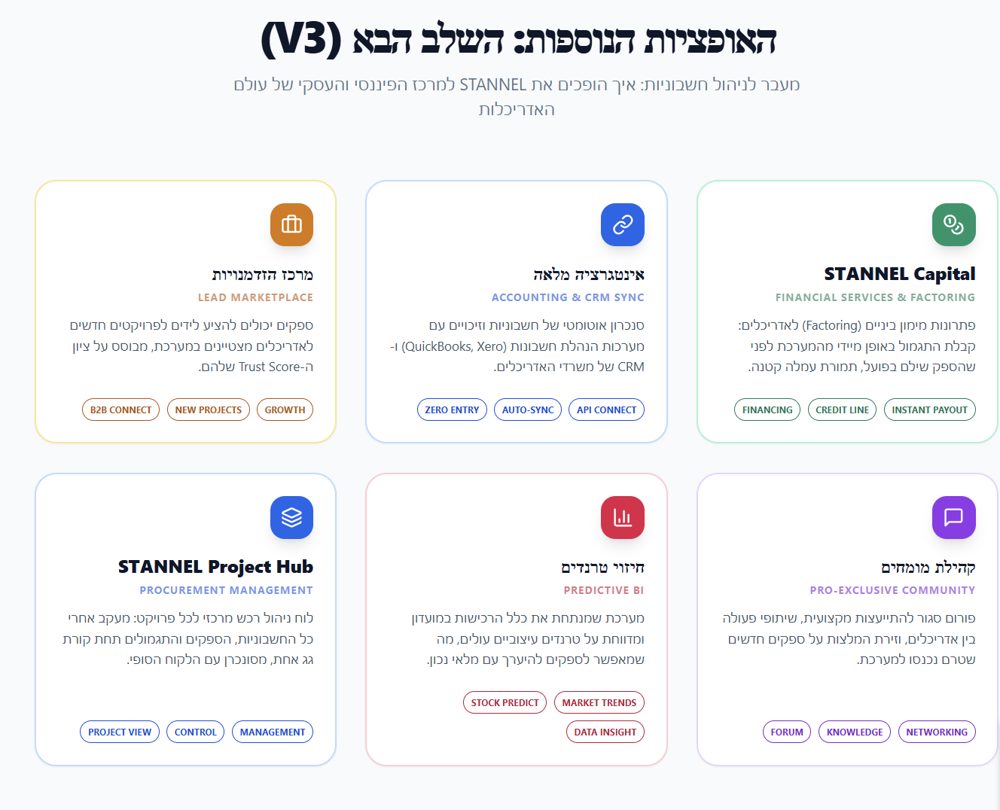 האופציות הנוספות: השלב הבא (V3)
מעבר לניהול חשבוניות: איך הופכים את STANNEL למרכז הפיננסי והעסקי של עולם
האדריכלות
STANNEL Capital
FINANCIAL SERVICES & FACTORING
פתרונות מימון ביניים (Factoring) לאדריכלים:
קבלת התגמול באופן מיידי מהמערכת לפני
שהספק שילם בפועל, תמורת עמלה קטנה.
INSTANT PAYOUT
CREDIT LINE
FINANCING
אינטגרציה מלאה
ACCOUNTING & CRM SYNC
סנכרון אוטומטי של חשבוניות וזיכויים עם
מערכות הנהלת חשבונות (QuickBooks, Xero) ו-
CRM של משרדי האדריכלים.
API CONNECT
AUTO-SYNC
ZERO ENTRY
מרכז הזדמנויות
LEAD MARKETPLACE
ספקים יכולים להציע לידים לפרויקטים חדשים
לאדריכלים מצטיינים במערכת, מבוסס על ציון
ה-Trust Score שלהם.
GROWTH
NEW PROJECTS
B2B CONNECT
קהילת מומחים
PRO-EXCLUSIVE COMMUNITY
פורום סגור להתייעצות מקצועית, שיתופי פעולה
בין אדריכלים, וזירת המלצות על ספקים חדשים
שטרם נכנסו למערכת.
NETWORKING
KNOWLEDGE
FORUM
חיזוי טרנדים
PREDICTIVE BI
מערכת שמנתחת את כלל הרכישות במועדון
ומדווחת על טרנדים עיצוביים עולים, מה
שמאפשר לספקים להיערך עם מלאי נכון.
MARKET TRENDS
STOCK PREDICT
DATA INSIGHT
STANNEL Project Hub
PROCUREMENT MANAGEMENT
לוח ניהול רכש מרכזי לכל פרויקט: מעקב אחרי
כל החשבוניות, הספקים והתגמולים תחת קורת
גג אחת, מסונכרן עם הלקוח הסופי.
MANAGEMENT
CONTROL
PROJECT VIEW